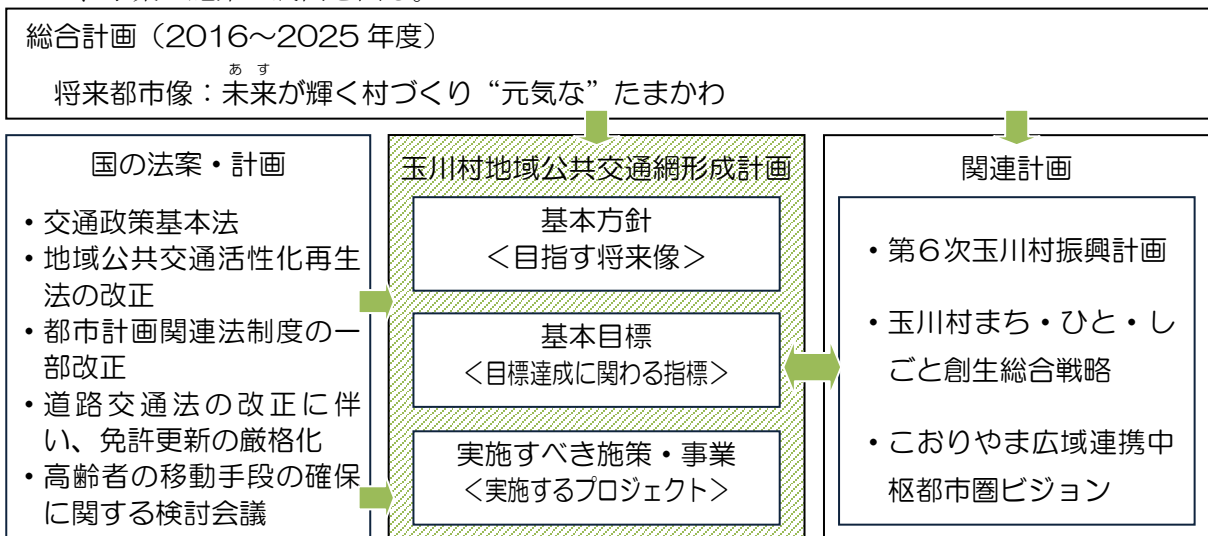 総合計画（2016～2025年度）
あす
将来都市像：未来が輝く村づくり“元気な”たまかわ
国の法案・計画
・交通政策基本法
・地域公共交通活性化再生
法の改正
・都市計画関連法制度の一
部改正
・道路交通法の改正に伴
い、免許更新の厳格化
・高齢者の移動手段の確保
に関する検討会議
玉川村地域公共交通網形成計画
基本方針
＜目指す将来像＞
基本目標
＜目標達成に関わる指標＞
実施すべき施策・事業
＜実施するプロジェクト＞
関連計画
・第６次玉川村振興計画
・玉川村まち・ひと・し
ごと創生総合戦略
・こおりやま広域連携中
枢都市圏ビジョン